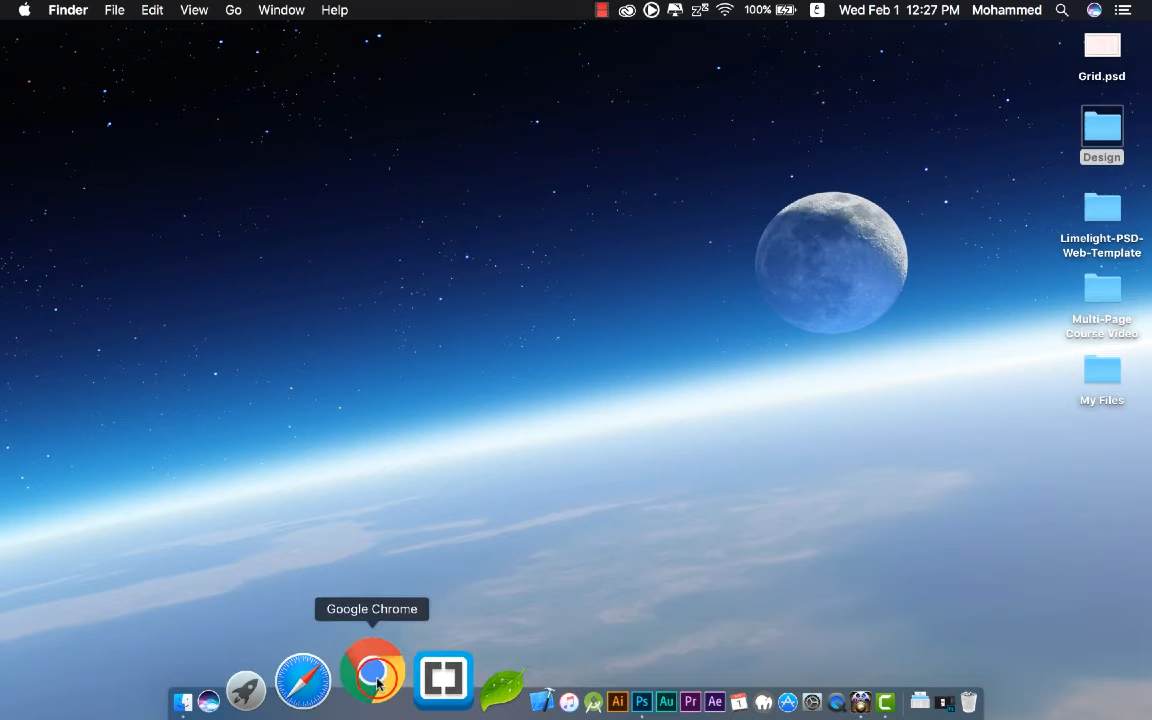 Finder File Edit View Go Window Help 100% ع Wed Feb 1 12:27 PM Mohammed
Grid.psd
Design
Limelight-PSD-
Web-Template
Multi-Page
Course Video
My Files
Google Chrome
Ai Ps Au Pr Ae 1 C